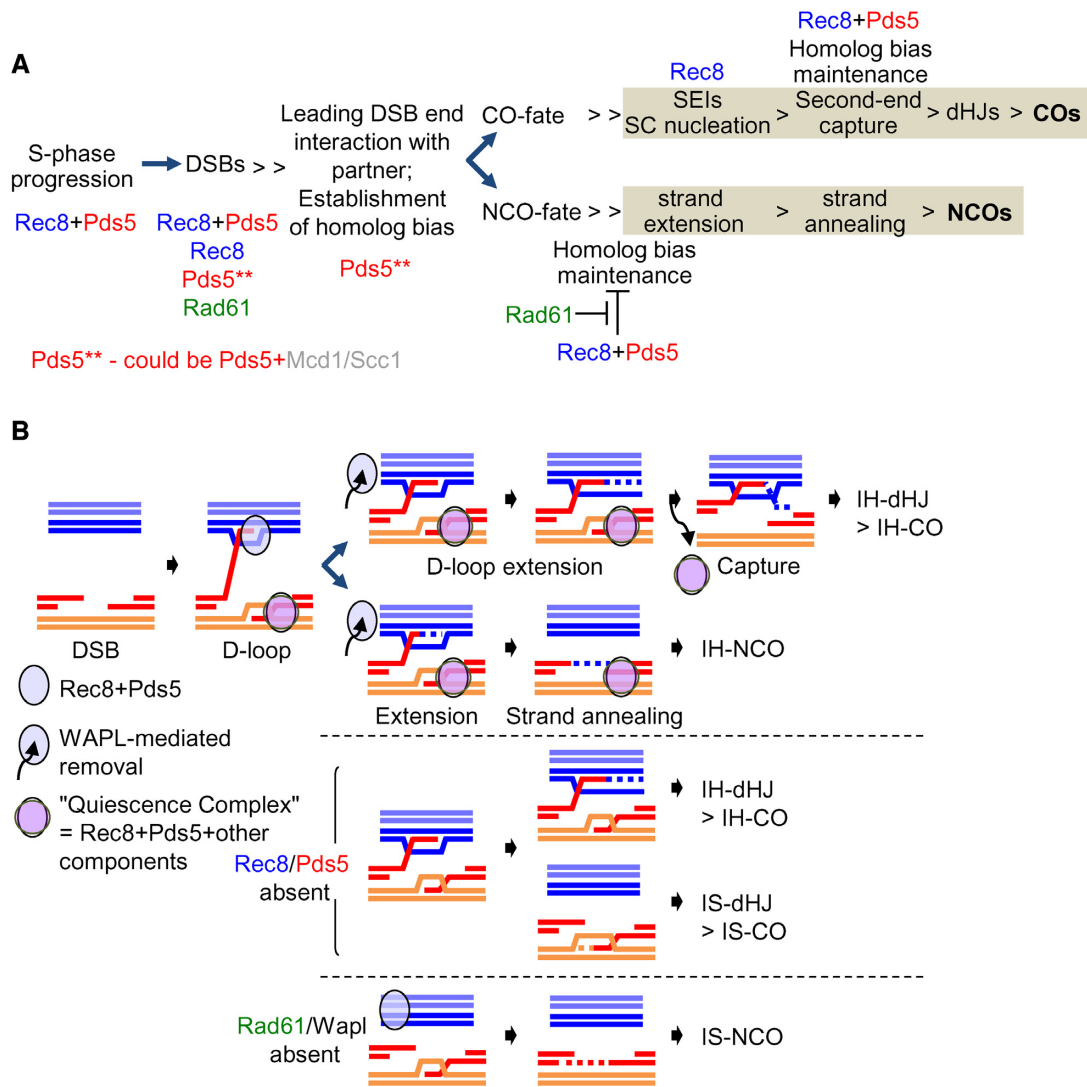 A
S-phase
progression
Rec8+Pds5
DSBs > >
Rec8+Pds5
Rec8
Pds5**
Rad61
Leading DSB end
interaction with
partner;
Establishment
of homolog bias
Pds5**
Rec8+Pds5
Homolog bias
maintenance
Rec8
CO-fate > > SEIs
SC nucleation > Second-end
capture > dHJs > COs
NCO-fate > > strand
extension > strand
annealing > NCOs
Homolog bias
maintenance
Rad61
Rec8+Pds5
Pds5** - could be Pds5+Mcd1/Scc1
B
DSB
D-loop
D-loop extension
Capture
IH-dHJ
> IH-CO
Extension
Strand annealing
IH-NCO
Rec8+Pds5
WAPL-mediated
removal
"Quiescence Complex"
= Rec8+Pds5+other
components
Rec8/Pds5
absent
IH-dHJ
> IH-CO
IS-dHJ
> IS-CO
Rad61/Wapl
absent
IS-NCO